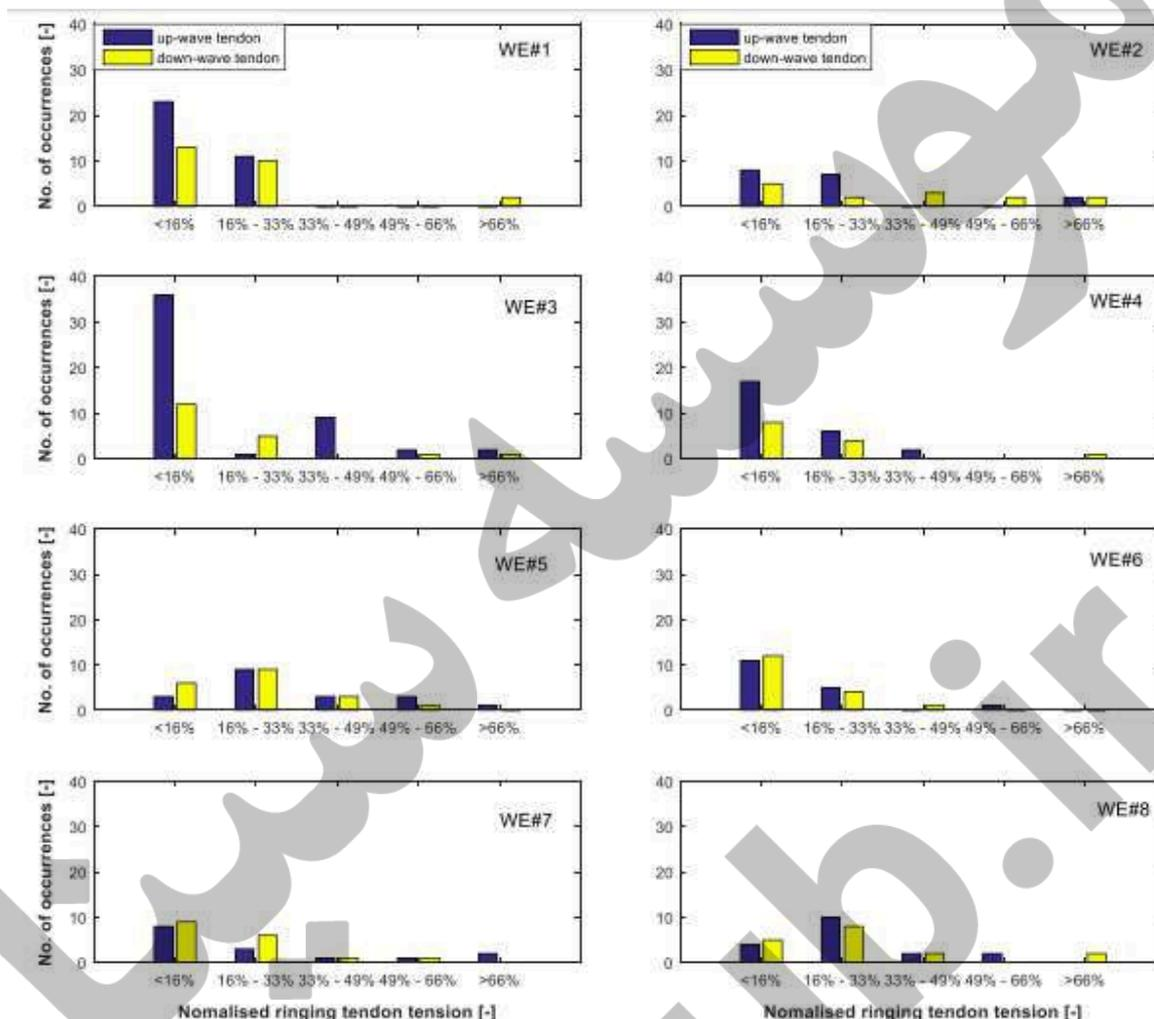 40 up-wave tendon WE#1
down-wave tendon
30
20
10
0
No. of occurrences [-]
<16% 16% - 33% 33% - 49% 49% - 66% >66%
40 up-wave tendon WE#2
down-wave tendon
30
20
10
0
<16% 16% - 33% 33% - 49% 49% - 66% >66%
40 WE#3
30
20
10
0
No. of occurrences [-]
<16% 16% - 33% 33% - 49% 49% - 66% >66%
40 WE#4
30
20
10
0
<16% 16% - 33% 33% - 49% 49% - 66% >66%
40 WE#5
30
20
10
0
No. of occurrences [-]
<16% 16% - 33% 33% - 49% 49% - 66% >66%
40 WE#6
30
20
10
0
<16% 16% - 33% 33% - 49% 49% - 66% >66%
40 WE#7
30
20
10
0
No. of occurrences [-]
<16% 16% - 33% 33% - 49% 49% - 66% >66%
Nomalised ringing tendon tension [-]
40 WE#8
30
20
10
0
<16% 16% - 33% 33% - 49% 49% - 66% >66%
Nomalised ringing tendon tension [-]